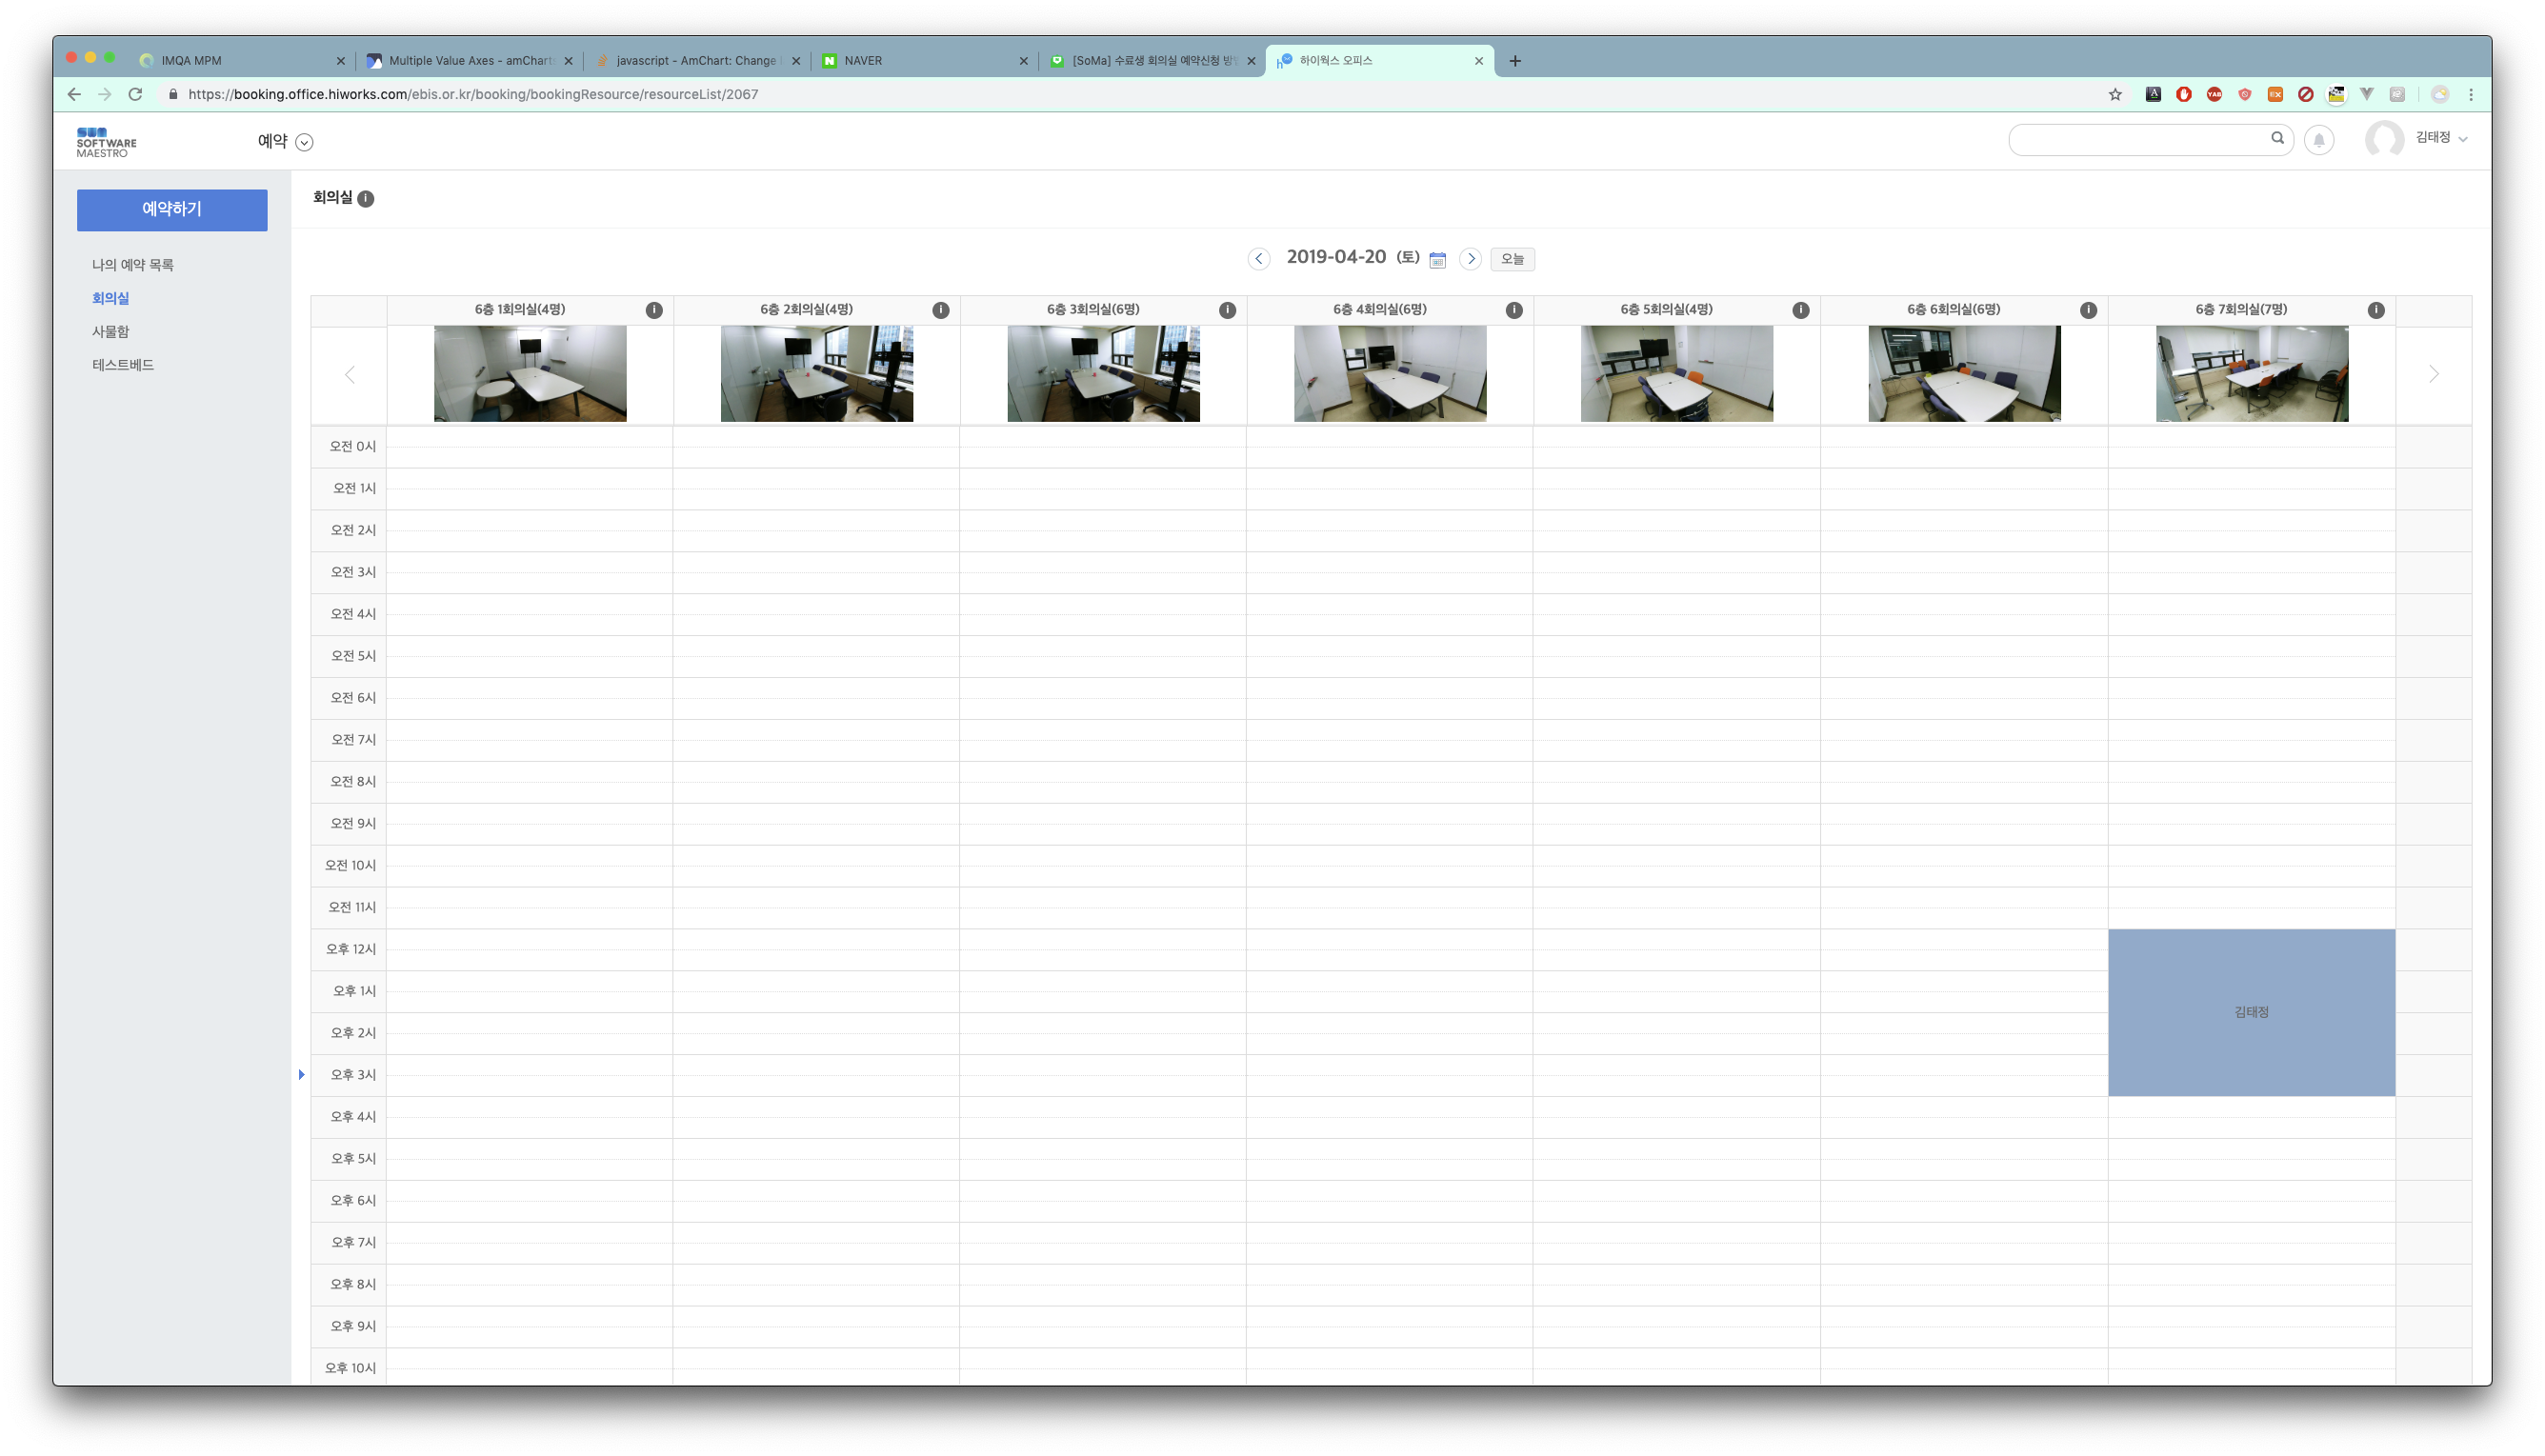 IMQA MPM
Multiple Value Axes - amChart
javascript - AmChart: Change
NAVER
[SoMa] 수료생 회의실 예약신청 방법
하이웍스 오피스
https://booking.office.hiworks.com/ebis.or.kr/booking/bookingResource/resourceList/2067
SOFTWARE
MAESTRO
예약
김태정
예약하기
나의 예약 목록
회의실
사물함
테스트베드
회의실
2019-04-20 (토)
오늘
6층 1회의실(4명)
6층 2회의실(4명)
6층 3회의실(6명)
6층 4회의실(6명)
6층 5회의실(4명)
6층 6회의실(6명)
6층 7회의실(7명)
오전 0시
오전 1시
오전 2시
오전 3시
오전 4시
오전 5시
오전 6시
오전 7시
오전 8시
오전 9시
오전 10시
오전 11시
오후 12시
오후 1시
김태정
오후 2시
오후 3시
오후 4시
오후 5시
오후 6시
오후 7시
오후 8시
오후 9시
오후 10시